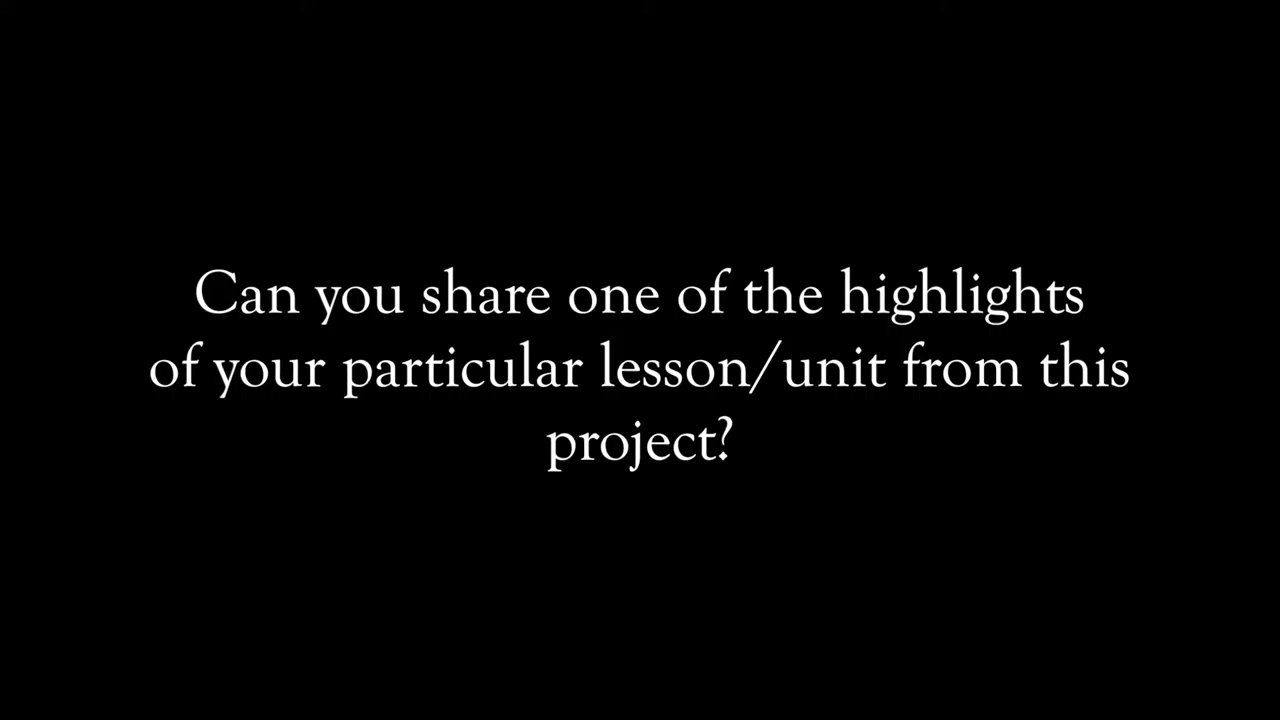 Can you share one of the highlights
of your particular lesson/unit from this
project?